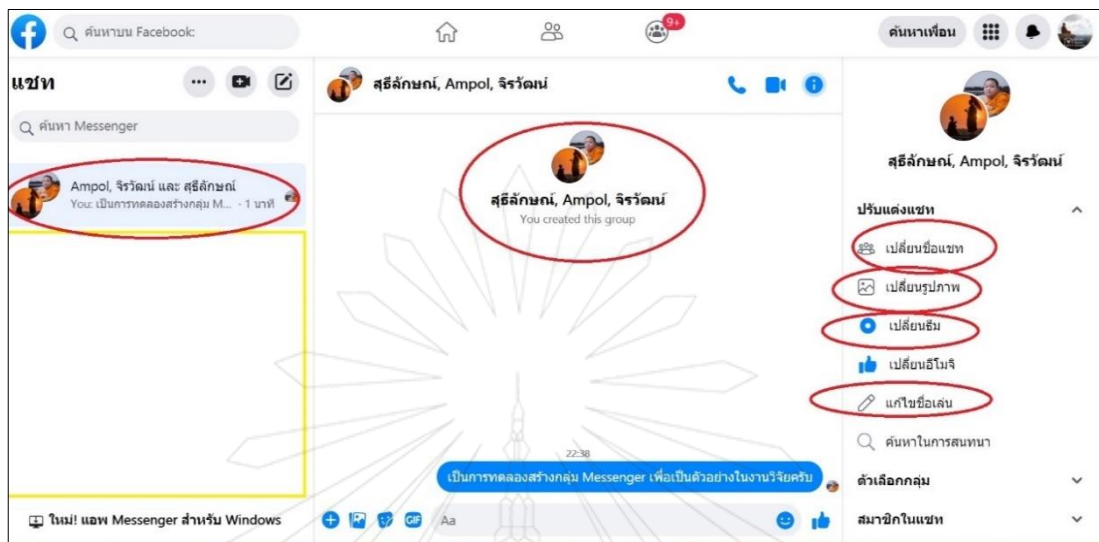 ค้นหาบน Facebook:
9+
ค้นหาเพื่อน
แชท
ค้นหา Messenger
Ampol, จิรวัฒน์ และ สุธีลักษณ์
You: เป็นการทดลองสร้างกลุ่ม M... · 1 นาที
ใหม่! แอพ Messenger สำหรับ Windows
สุธีลักษณ์, Ampol, จิรวัฒน์
สุธีลักษณ์, Ampol, จิรวัฒน์
You created this group
22:38
เป็นการทดลองสร้างกลุ่ม Messenger เพื่อเป็นตัวอย่างในงานวิจัยครับ
GIF
Aa
สุธีลักษณ์, Ampol, จิรวัฒน์
ปรับแต่งแชท
เปลี่ยนชื่อแชท
เปลี่ยนรูปภาพ
เปลี่ยนธีม
เปลี่ยนอีโมจิ
แก้ไขชื่อเล่น
ค้นหาในการสนทนา
ตัวเลือกกลุ่ม
สมาชิกในแชท